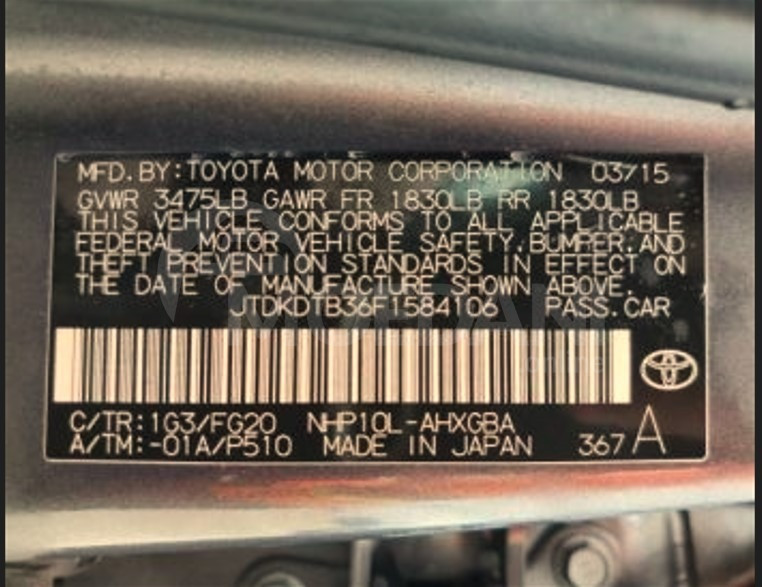 MFD.BY:TOYOTA MOTOR CORPORATION 03/15
GVWR 3475LB GAWR FR 1830LB RR 1830LB
THIS VEHICLE CONFORMS TO ALL APPLICABLE
FEDERAL MOTOR VEHICLE SAFETY,BUMPER,AND
THEFT PREVENTION STANDARDS IN EFFECT ON
THE DATE OF MANUFACTURE SHOWN ABOVE.
JTDKDTB36F1584106 PASS.CAR
C/TR:1G3/FG20 NHP10L-AHXGBA
A/TM:-01A/P510 MADE IN JAPAN 367 A